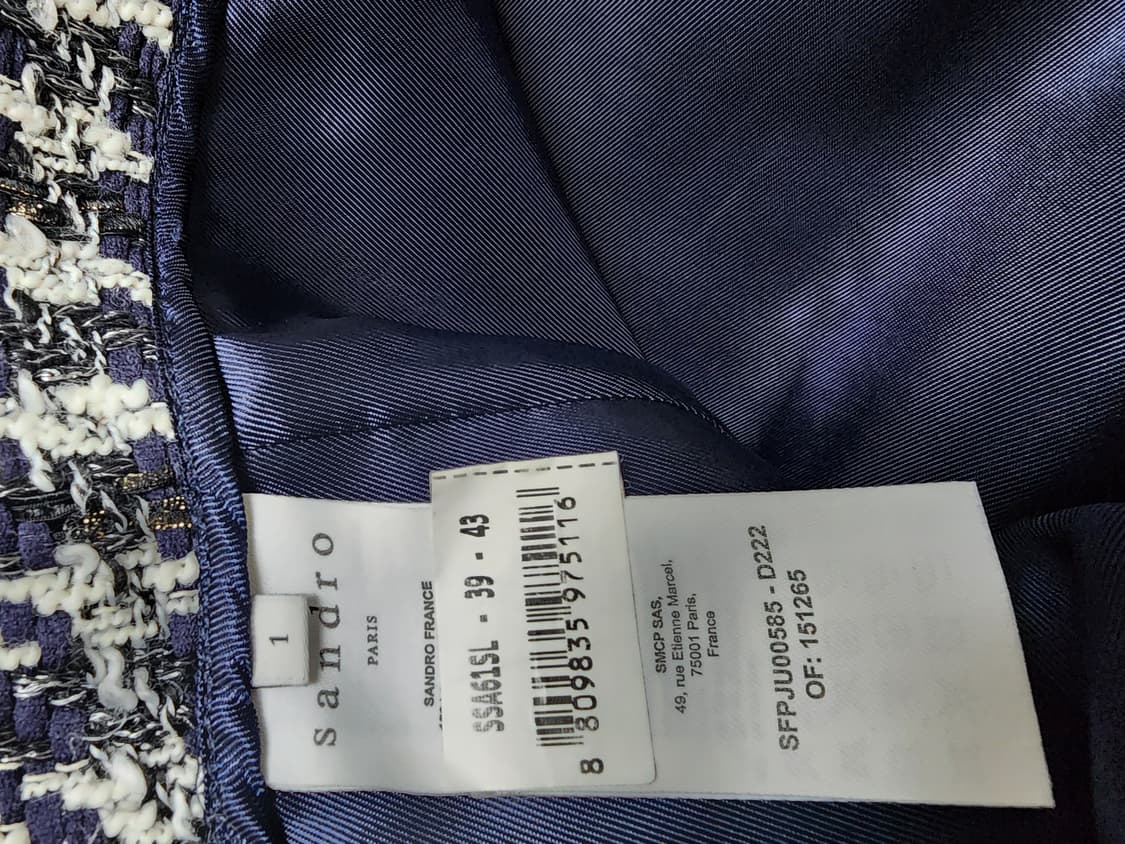 1
sandro
PARIS
SANDRO FRANCE
SSA61SL - 39 - 43
8 809835 975116
SMCP SAS,
49, rue Etienne Marcel,
75001 Paris,
France
SFPJU00585 - D222
OF: 151265